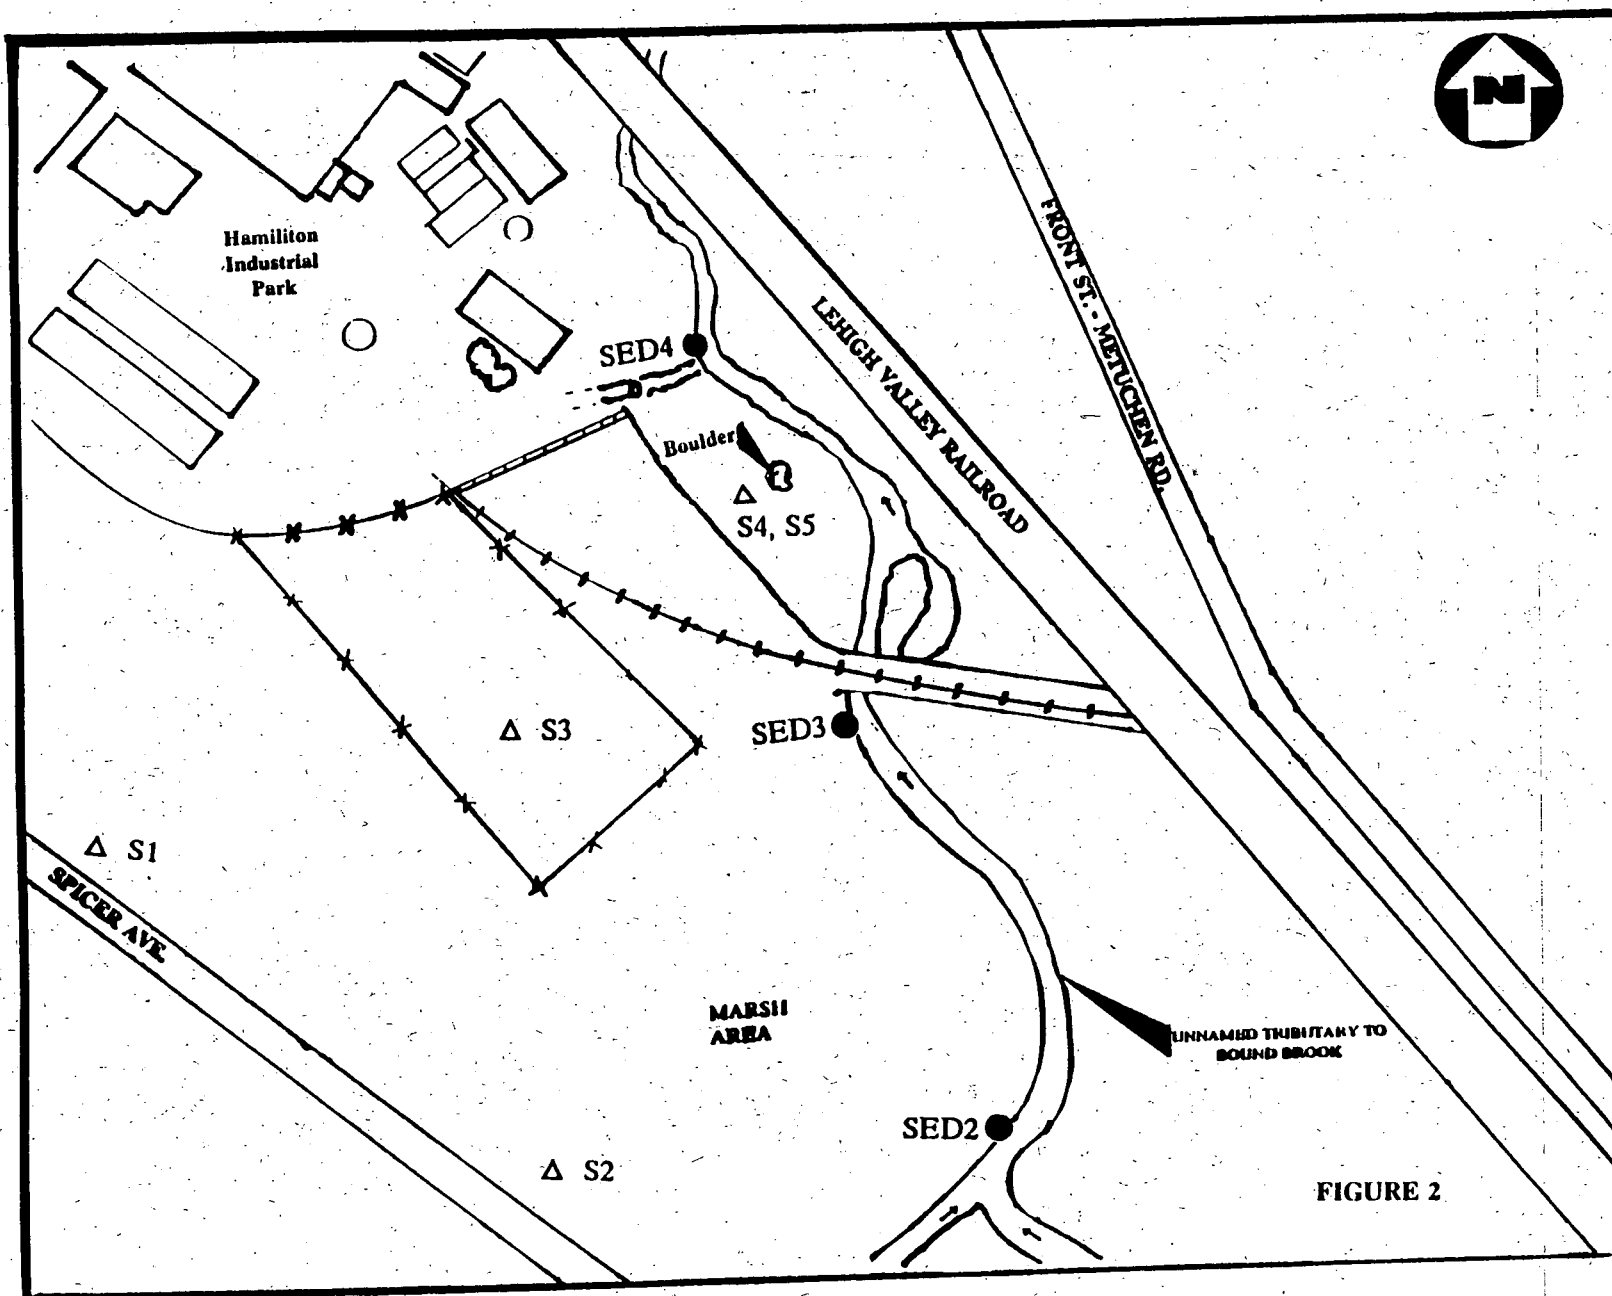 N
Hamiliton
Industrial
Park
SED4
LEHIGH VALLEY RAILROAD
FRONT ST. - METUCHEN RD.
Boulder
S4, S5
SED3
S3
S1
SPICER AVE.
MARSH
AREA
UNNAMED TRIBUTARY TO
BOUND BROOK
SED2
S2
FIGURE 2